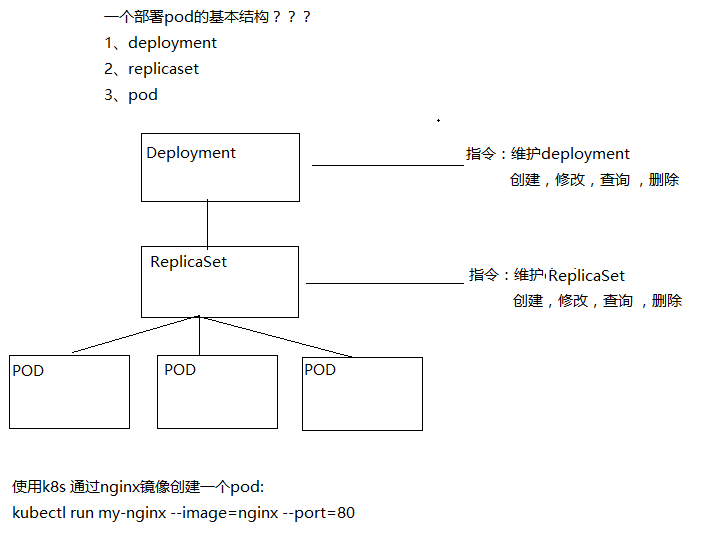 一个部署pod的基本结构？？？
1、deployment
2、replicaset
3、pod
Deployment
指令：维护deployment
创建，修改，查询 ，删除
ReplicaSet
指令：维护ReplicaSet
创建，修改，查询 ，删除
POD
POD
POD
使用k8s 通过nginx镜像创建一个pod:
kubectl run my-nginx --image=nginx --port=80